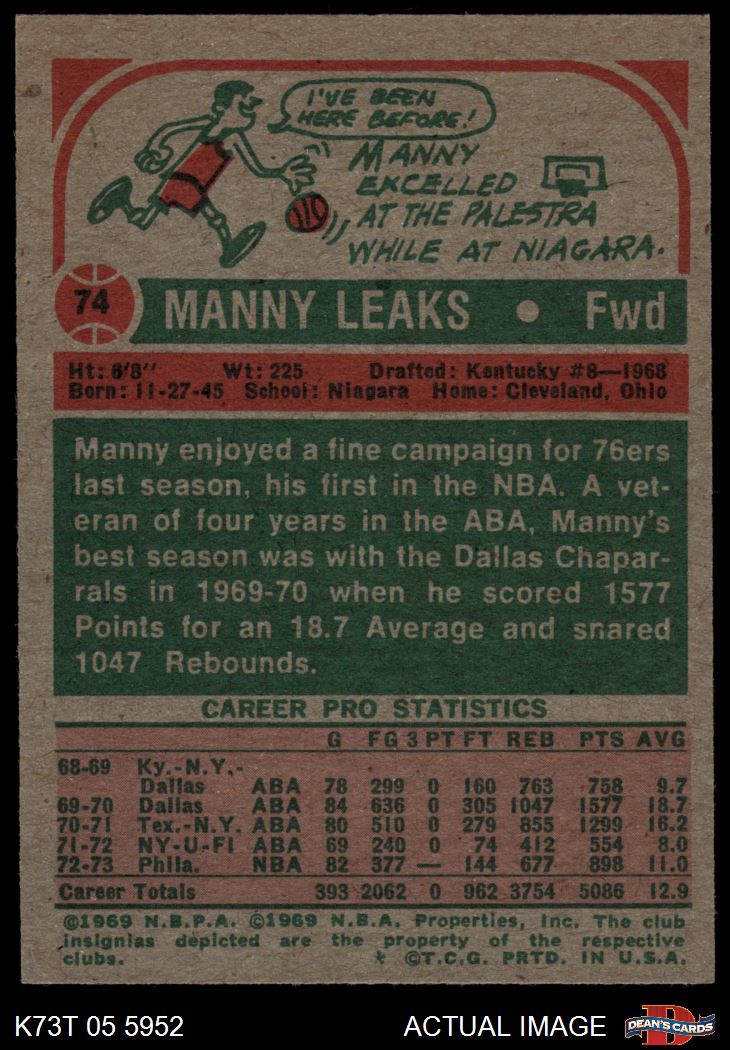 I'VE BEEN
HERE BEFORE!
MANNY
EXCELLED
AT THE PALESTRA
WHILE AT NIAGARA.
74 MANNY LEAKS • Fwd
Ht: 6'8" Wt: 225 Drafted: Kentucky #8—1968
Born: 11-27-45 School: Niagara Home: Cleveland, Ohio
Manny enjoyed a fine campaign for 76ers
last season, his first in the NBA. A vet-
eran of four years in the ABA, Manny's
best season was with the Dallas Chapar-
rals in 1969-70 when he scored 1577
Points for an 18.7 Average and snared
1047 Rebounds.
CAREER PRO STATISTICS
G FG 3 PT FT REB PTS AVG
68-69 Ky.-N.Y.-
Dallas ABA 78 299 0 160 763 758 9.7
69-70 Dallas ABA 84 636 0 305 1047 1577 18.7
70-71 Tex.-N.Y. ABA 80 510 0 279 855 1299 16.2
71-72 NY-U-Fl ABA 69 240 0 74 412 554 8.0
72-73 Phila. NBA 82 377 — 144 677 898 11.0
Career Totals 393 2062 0 962 3754 5086 12.9
©1969 N.B.P.A. ©1969 N.B.A. Properties, Inc. The club
insignias depicted are the property of the respective
clubs. * ©T.C.G. PRTD. IN U.S.A.
K73T 05 5952 ACTUAL IMAGE D DEAN'S CARDS